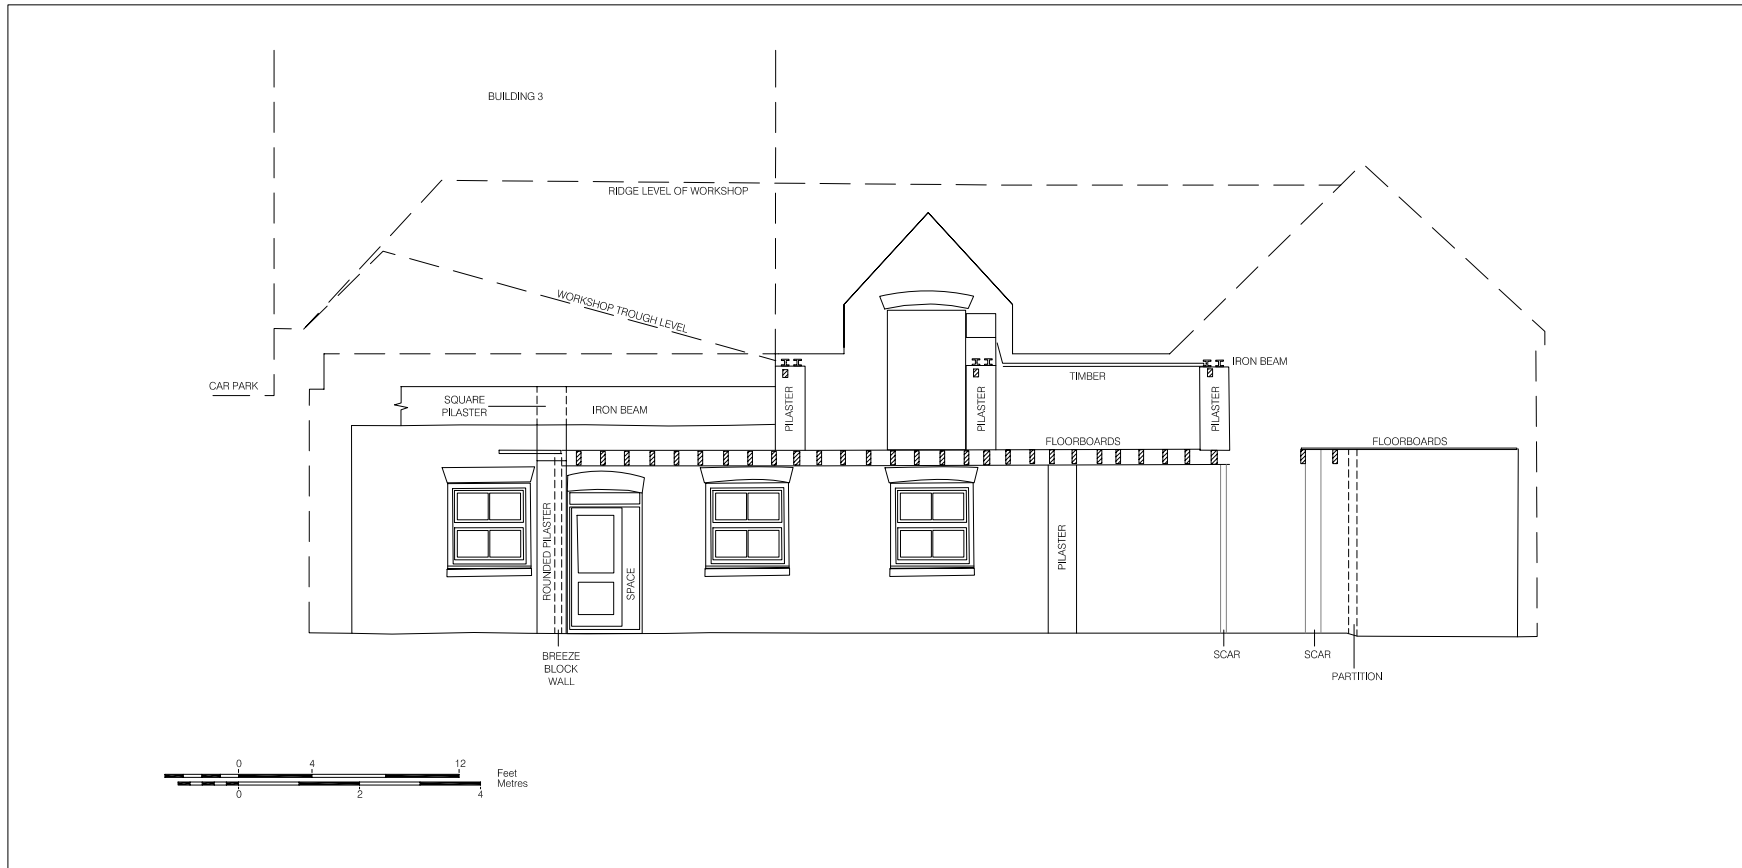 BUILDING 3
RIDGE LEVEL OF WORKSHOP
WORKSHOP TROUGH LEVEL
CAR PARK
IRON BEAM
TIMBER
SQUARE
PILASTER
IRON BEAM
PILASTER
PILASTER
PILASTER
FLOORBOARDS
FLOORBOARDS
ROUNDED PILASTER
SPACE
PILASTER
BREEZE
BLOCK
WALL
SCAR
SCAR
PARTITION
0 4 12
Feet
Metres
0 2 4